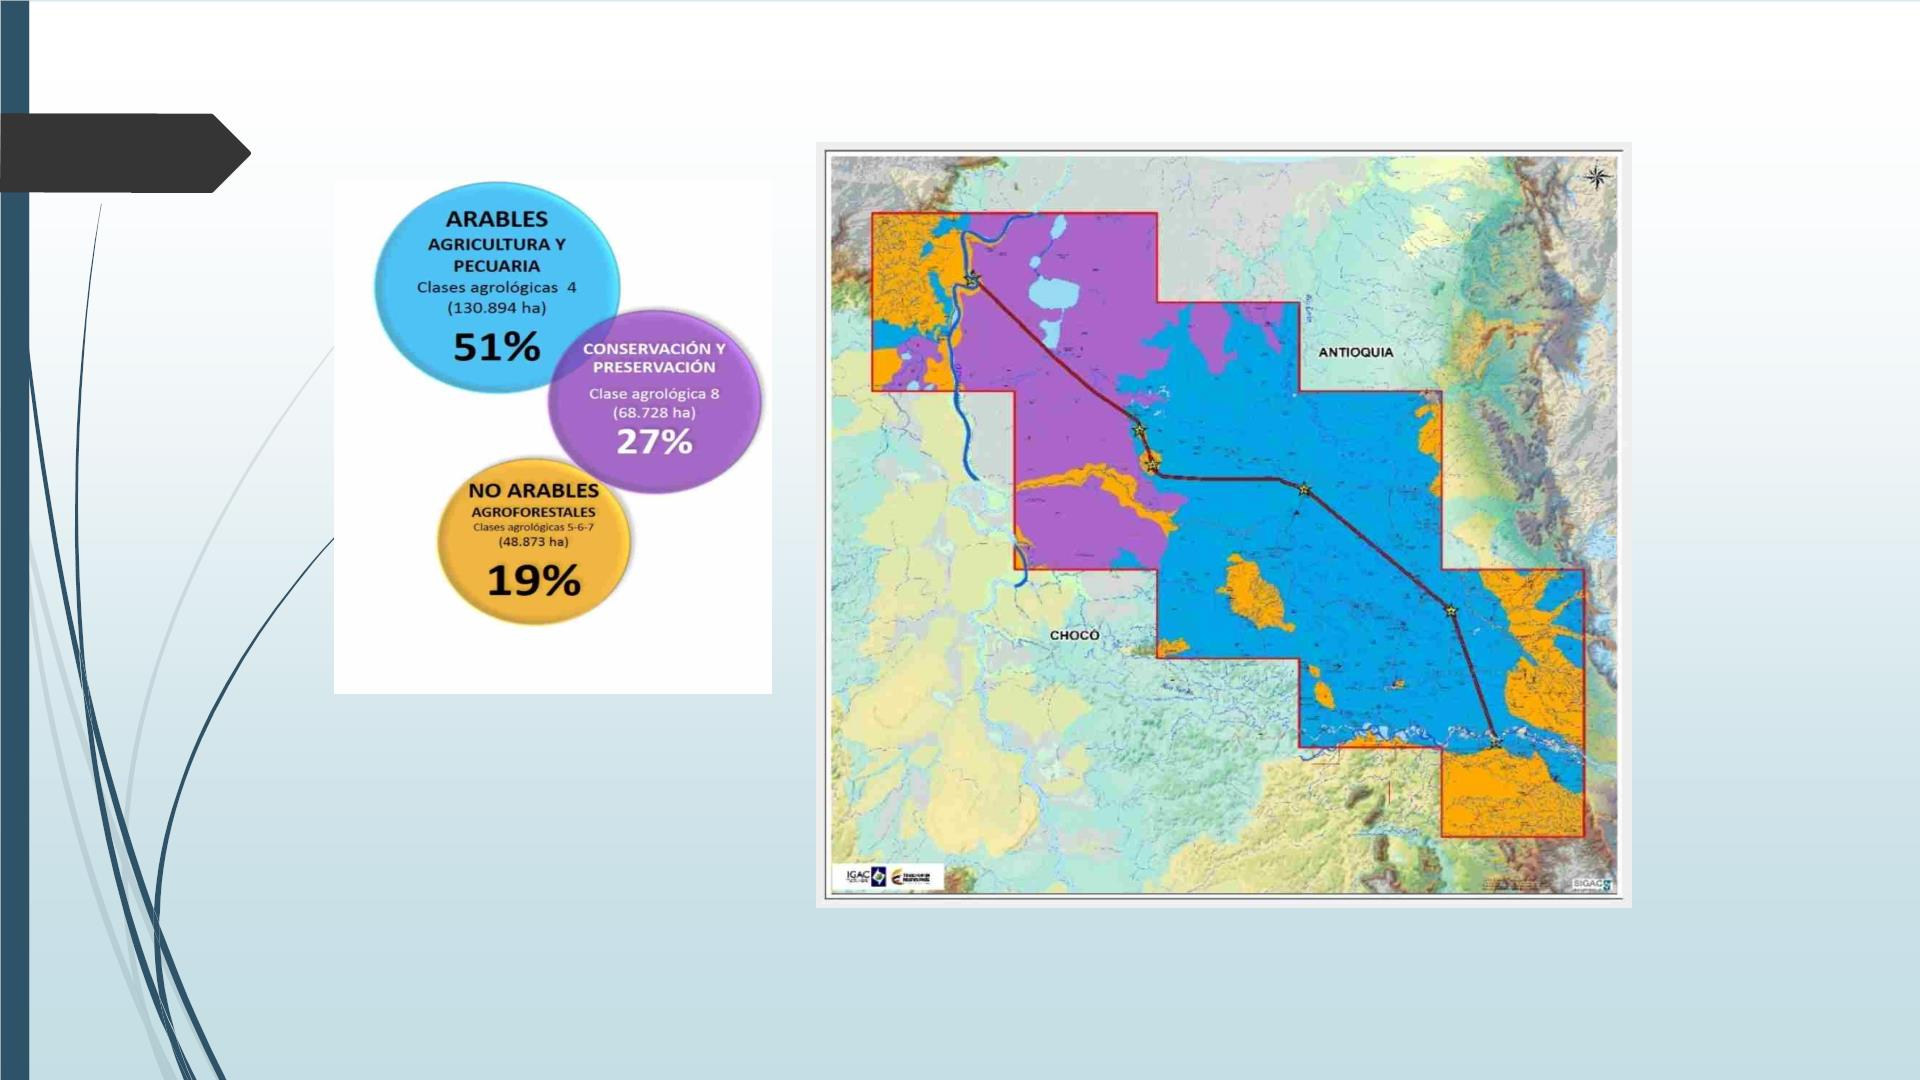 ARABLES
AGRICULTURA Y
PECUARIA
Clases agrológicas 4
(130.894 ha)
51%
CONSERVACIÓN Y
PRESERVACIÓN
Clase agrológica 8
(68.728 ha)
27%
NO ARABLES
AGROFORESTALES
Clases agrológicas 5-6-7
(48.873 ha)
19%
ANTIOQUIA
CHOCÓ
IGAC
SIGAC